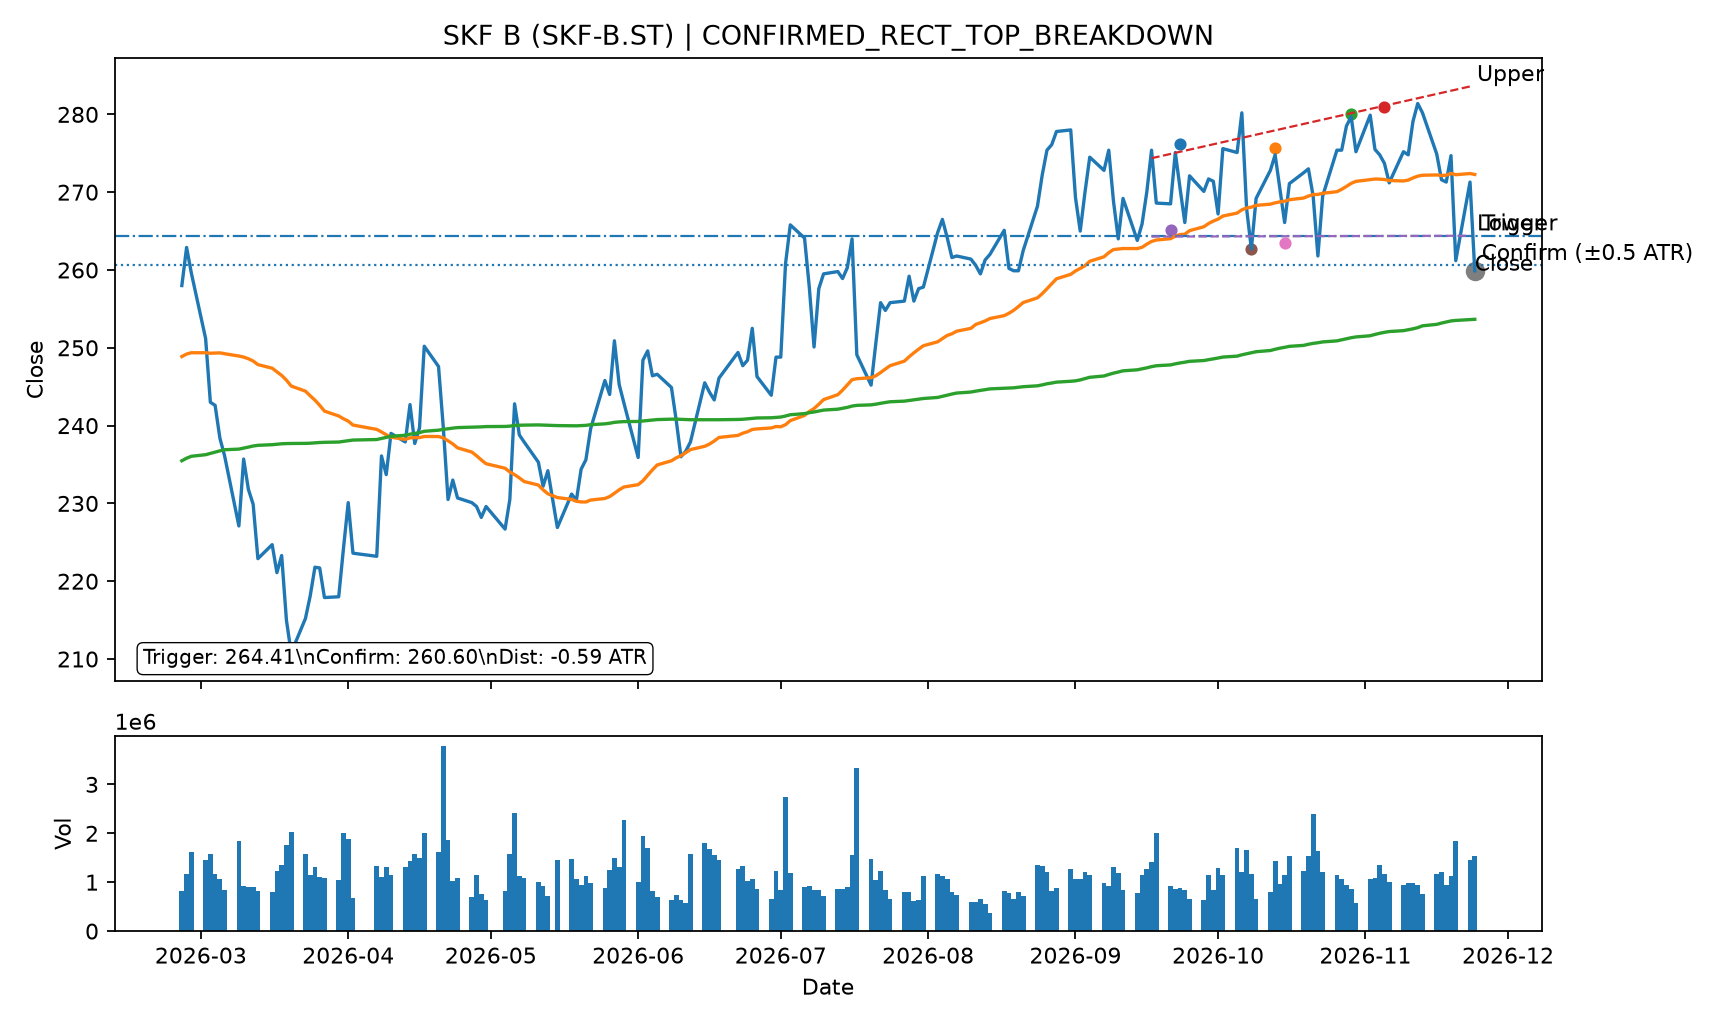 SKF B (SKF-B.ST) | CONFIRMED_RECT_TOP_BREAKDOWN
Close
280
270
260
250
240
230
220
210
Upper
Lower
Trigger
Confirm (±0.5 ATR)
Close
Trigger: 264.41\nConfirm: 260.60\nDist: -0.59 ATR
1e6
Vol
3
2
1
0
2026-03 2026-04 2026-05 2026-06 2026-07 2026-08 2026-09 2026-10 2026-11 2026-12
Date